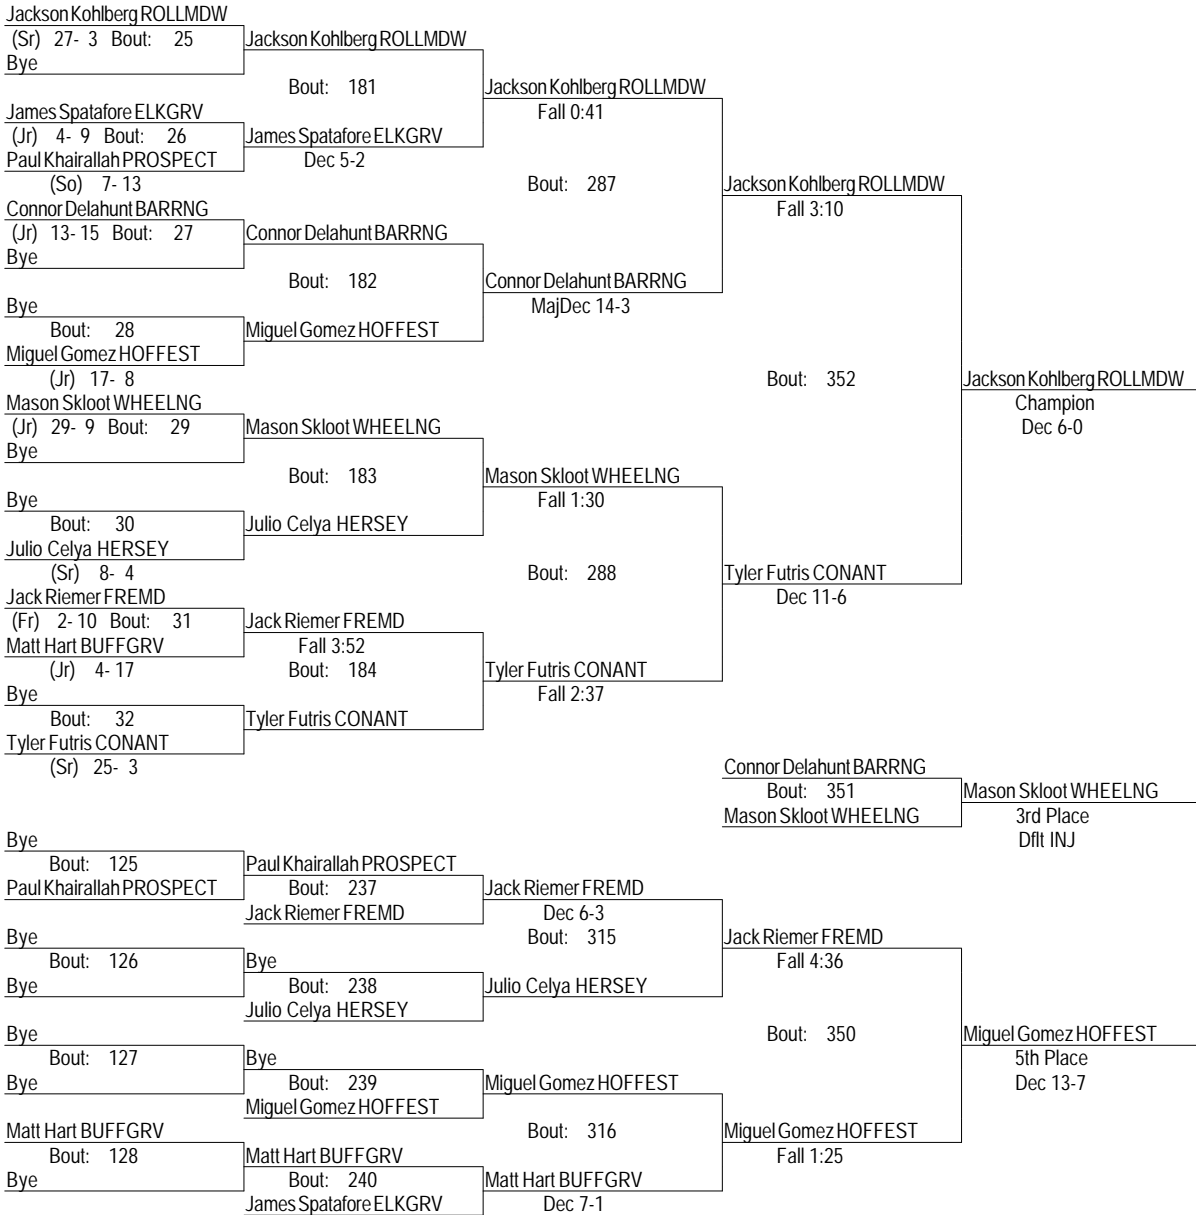 Jackson Kohlberg ROLLMDW
(Sr) 27- 3 Bout: 25
Jackson Kohlberg ROLLMDW
Bye
Bout: 181
Jackson Kohlberg ROLLMDW
James Spatafore ELKGRV
Fall 0:41
(Jr) 4- 9 Bout: 26
James Spatafore ELKGRV
Paul Khairallah PROSPECT
Dec 5-2
(So) 7- 13
Bout: 287
Jackson Kohlberg ROLLMDW
Connor Delahunt BARRNG
Fall 3:10
(Jr) 13- 15 Bout: 27
Connor Delahunt BARRNG
Bye
Bout: 182
Connor Delahunt BARRNG
Bye
MajDec 14-3
Bout: 28
Miguel Gomez HOFFEST
Miguel Gomez HOFFEST
(Jr) 17- 8
Bout: 352
Jackson Kohlberg ROLLMDW
Mason Skloot WHEELNG
Champion
(Jr) 29- 9 Bout: 29
Mason Skloot WHEELNG
Dec 6-0
Bye
Bout: 183
Mason Skloot WHEELNG
Bye
Fall 1:30
Bout: 30
Julio Celya HERSEY
Julio Celya HERSEY
(Sr) 8- 4
Bout: 288
Tyler Futris CONANT
Jack Riemer FREMD
Dec 11-6
(Fr) 2- 10 Bout: 31
Jack Riemer FREMD
Matt Hart BUFFGRV
Fall 3:52
(Jr) 4- 17
Bout: 184
Tyler Futris CONANT
Bye
Fall 2:37
Bout: 32
Tyler Futris CONANT
Tyler Futris CONANT
(Sr) 25- 3
Connor Delahunt BARRNG
Bout: 351
Mason Skloot WHEELNG
Mason Skloot WHEELNG
3rd Place
Dflt INJ
Bye
Bout: 125
Paul Khairallah PROSPECT
Paul Khairallah PROSPECT
Bout: 237
Jack Riemer FREMD
Jack Riemer FREMD
Dec 6-3
Bye
Bout: 315
Jack Riemer FREMD
Bout: 126
Bye
Fall 4:36
Bye
Bout: 238
Julio Celya HERSEY
Julio Celya HERSEY
Bye
Bout: 350
Miguel Gomez HOFFEST
Bout: 127
Bye
5th Place
Bye
Bout: 239
Miguel Gomez HOFFEST
Dec 13-7
Miguel Gomez HOFFEST
Matt Hart BUFFGRV
Bout: 316
Miguel Gomez HOFFEST
Bout: 128
Matt Hart BUFFGRV
Fall 1:25
Bye
Bout: 240
Matt Hart BUFFGRV
James Spatafore ELKGRV
Dec 7-1